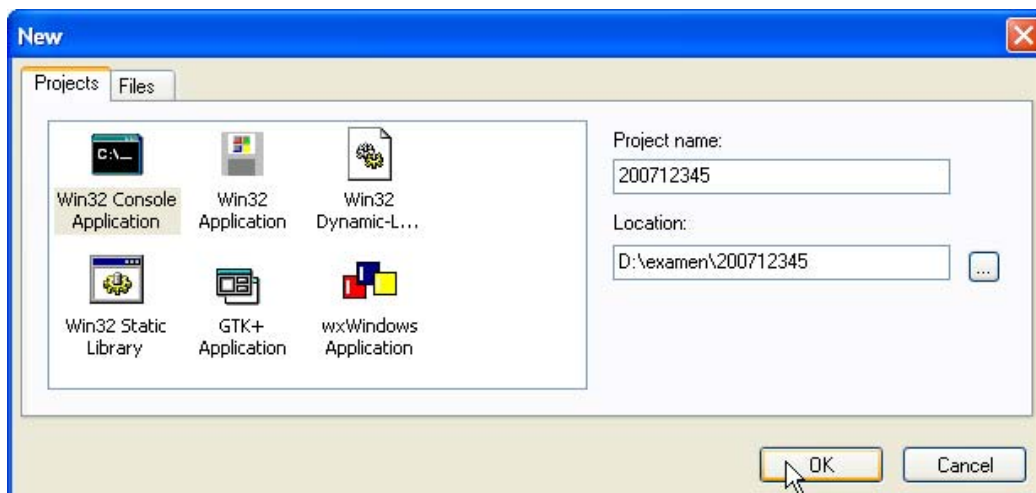 New
Projects
Files
C:\_
Win32 Console
Application
Win32
Application
Win32
Dynamic-L...
Win32 Static
Library
GTK+
Application
wxWindows
Application
Project name:
200712345
Location:
D:\examen\200712345
...
OK
Cancel